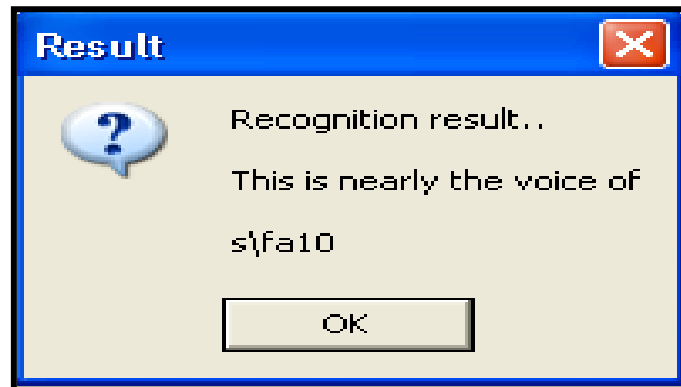 Result
Recognition result..
This is nearly the voice of
s\fa10
OK